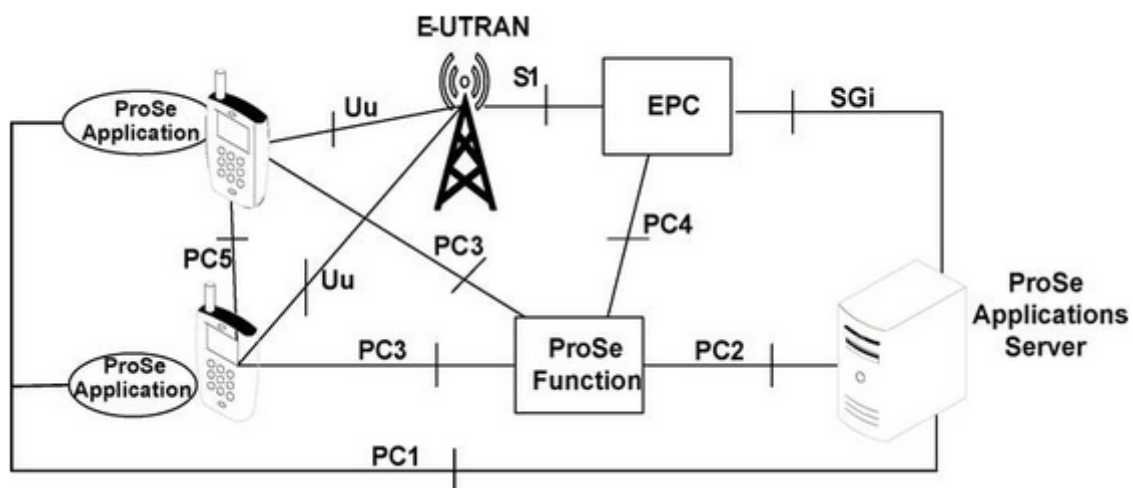 E-UTRAN
ProSe
Application
Uu
S1
EPC
SGi
PC5
Uu
PC3
PC4
ProSe
Applications
Server
ProSe
Application
PC3
ProSe
Function
PC2
PC1